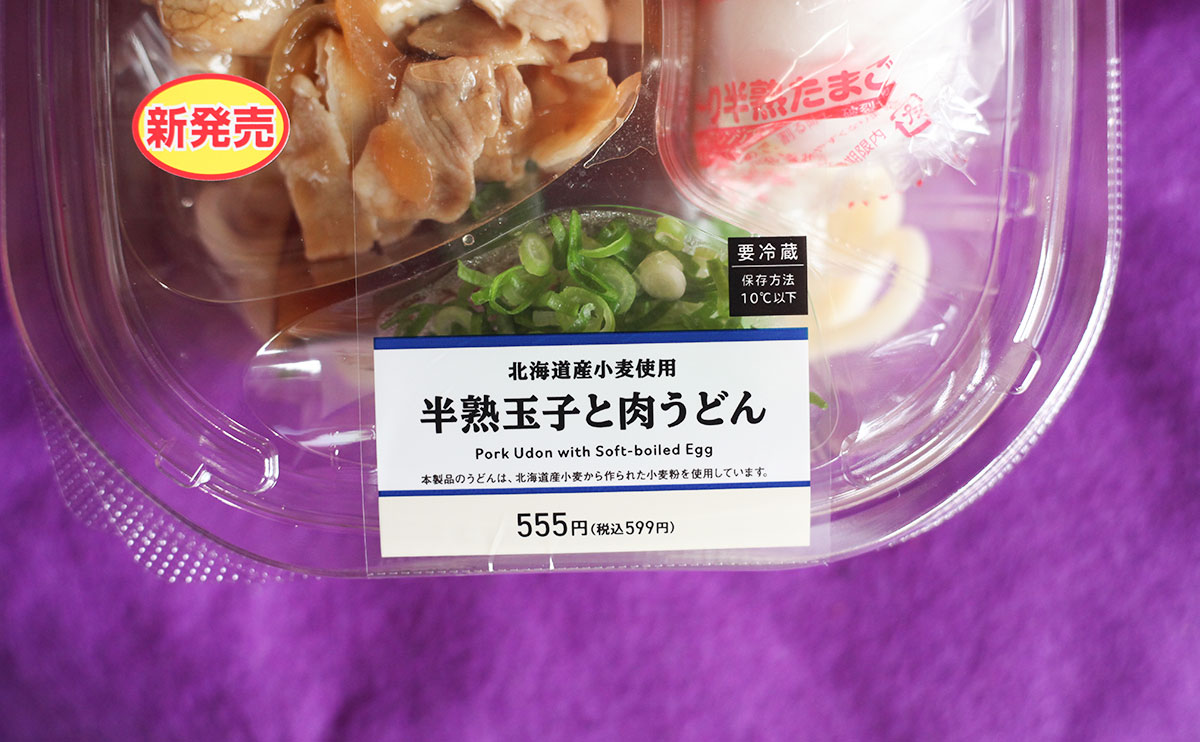 新発売
半熟たまご
期限内
要冷蔵
保存方法
10℃以下
北海道産小麦使用
半熟玉子と肉うどん
Pork Udon with Soft-boiled Egg
本製品のうどんは、北海道産小麦から作られた小麦粉を使用しています。
555円(税込599円)